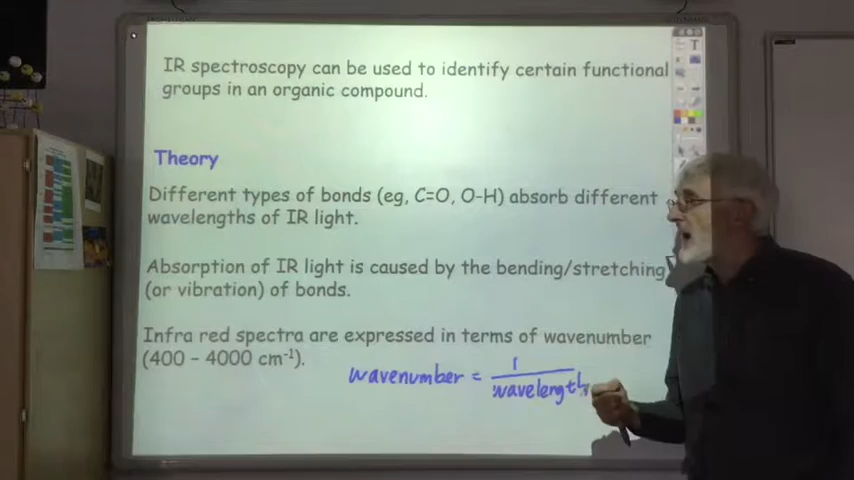 IR spectroscopy can be used to identify certain functional
groups in an organic compound.
Theory
Different types of bonds (eg, C=O, O-H) absorb different
wavelengths of IR light.
Absorption of IR light is caused by the bending/stretching
(or vibration) of bonds.
Infra red spectra are expressed in terms of wavenumber
(400 – 4000 cm⁻¹).
wavenumber = 1
wavelength